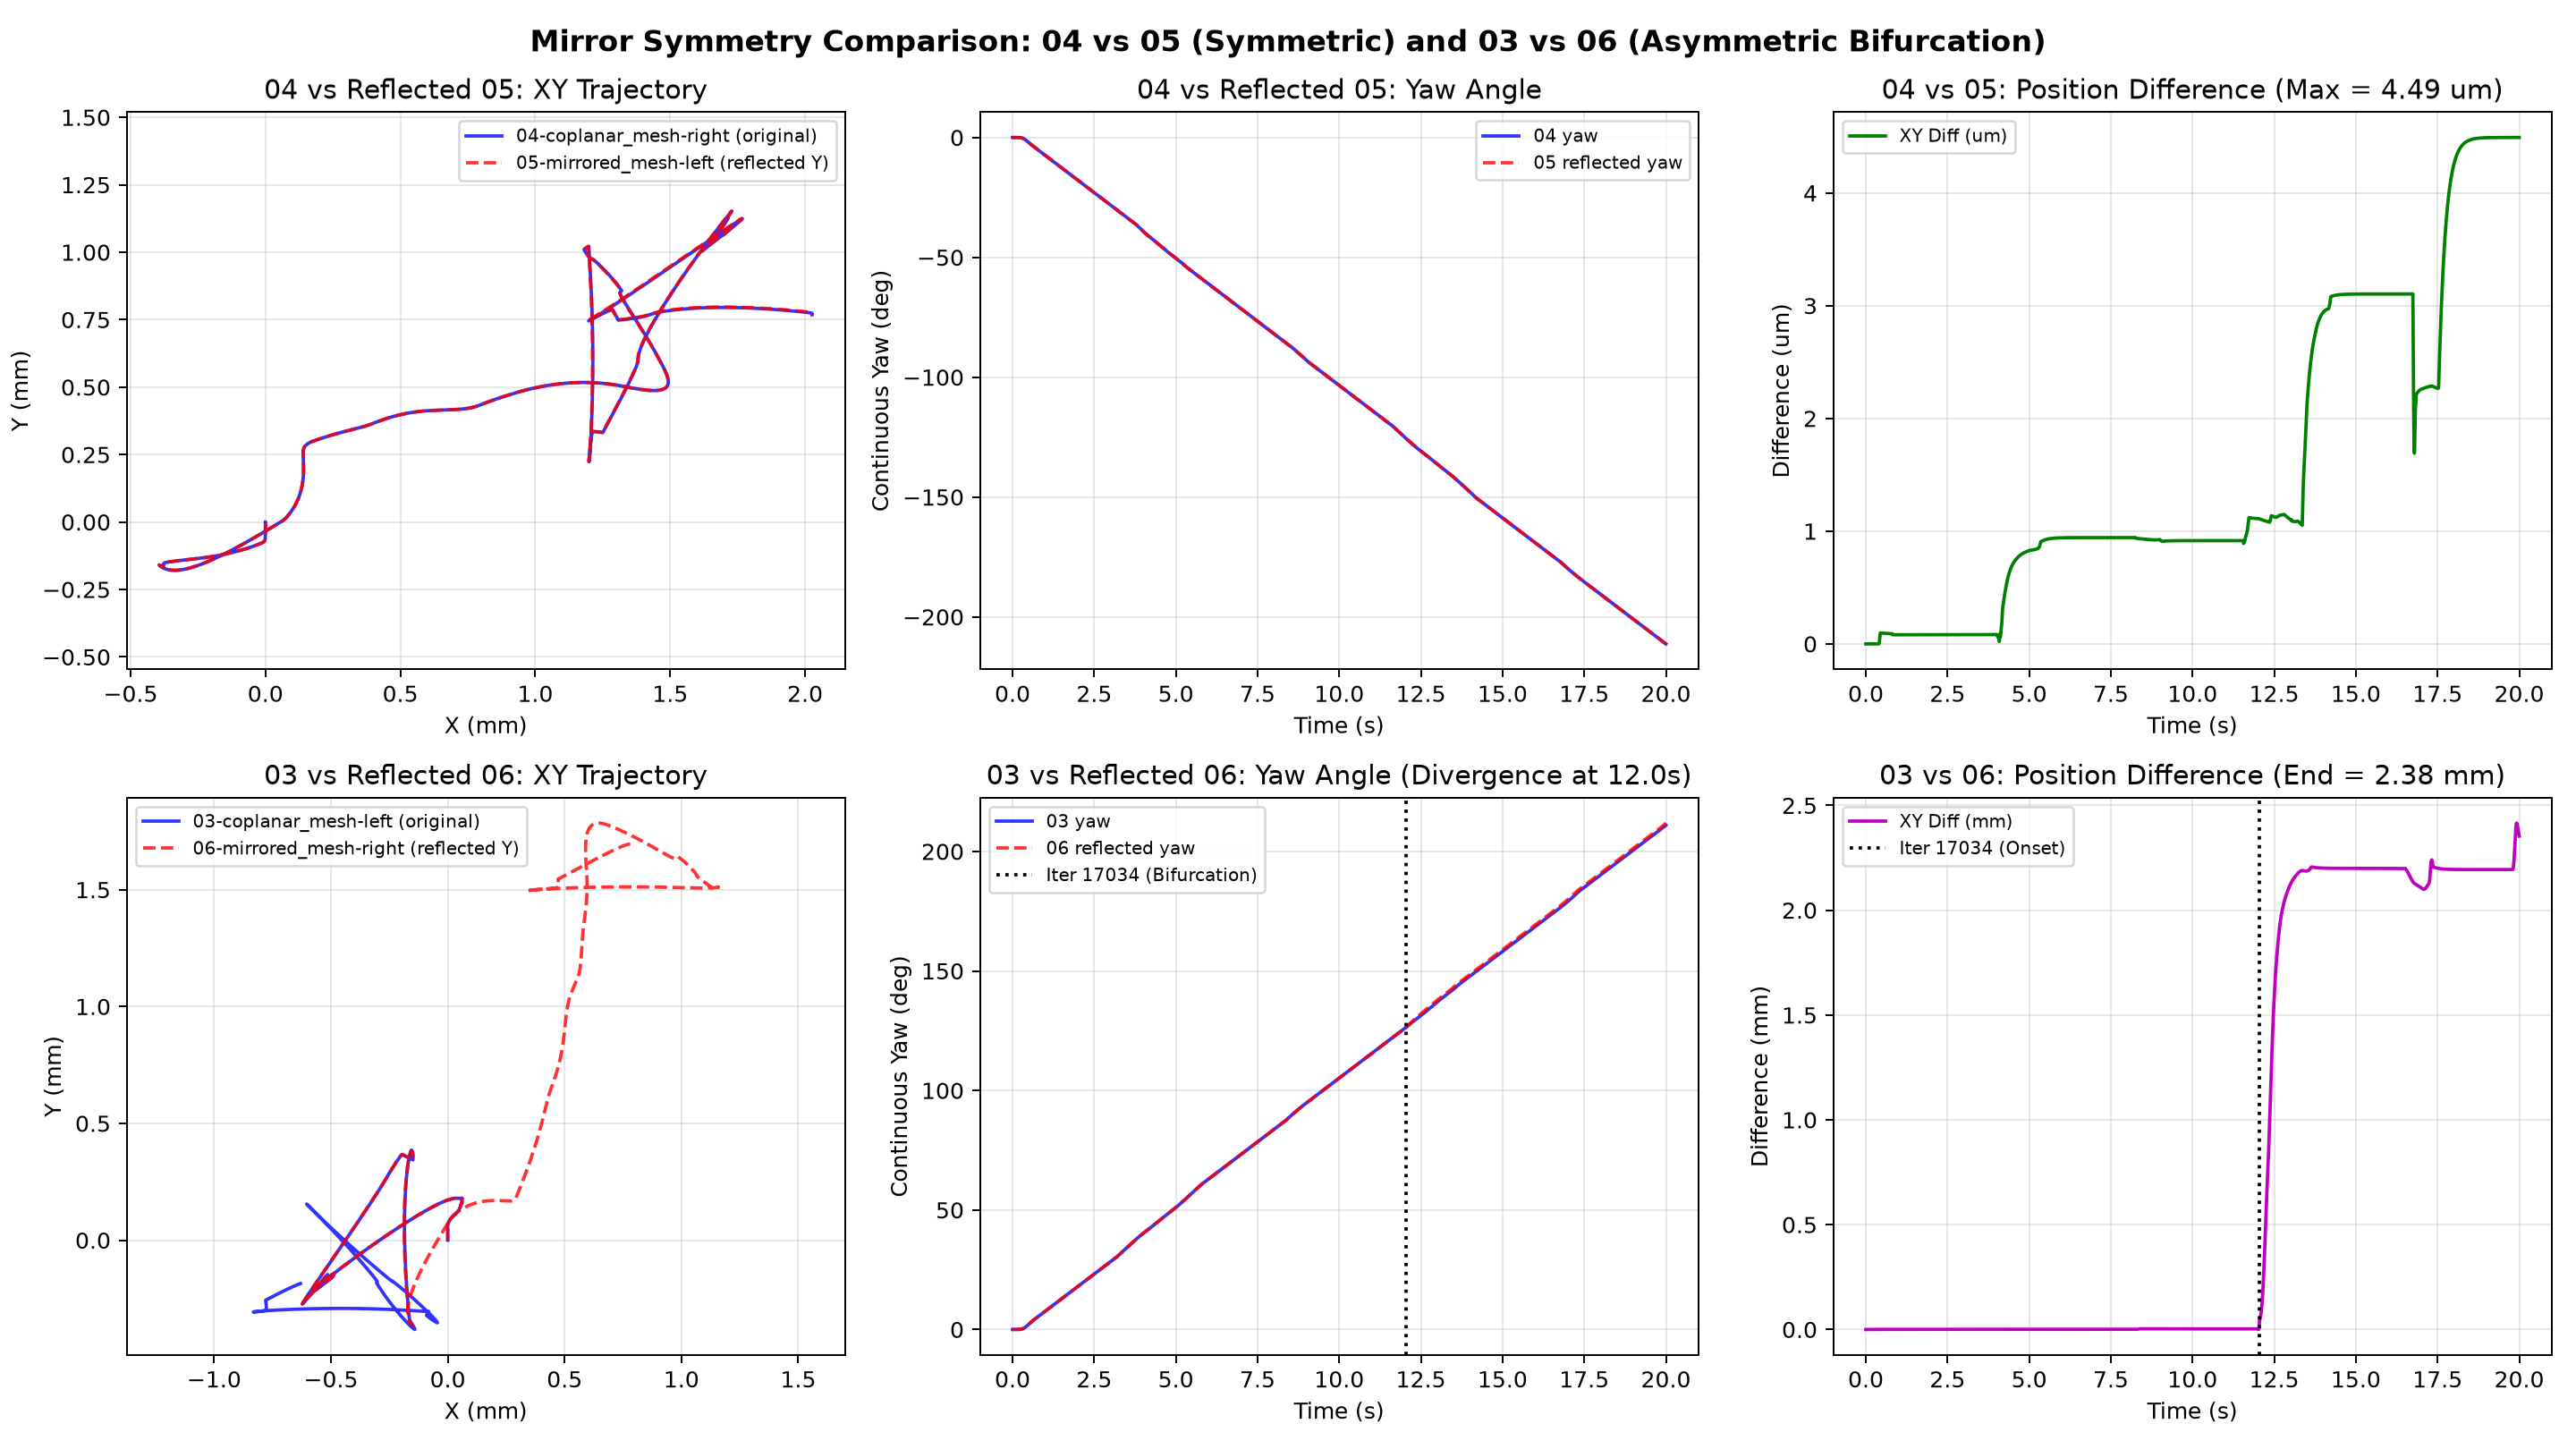 Mirror Symmetry Comparison: 04 vs 05 (Symmetric) and 03 vs 06 (Asymmetric Bifurcation)
04 vs Reflected 05: XY Trajectory
1.50
1.25
1.00
0.75
0.50
0.25
0.00
−0.25
−0.50
Y (mm)
04-coplanar_mesh-right (original)
05-mirrored_mesh-left (reflected Y)
−0.5 0.0 0.5 1.0 1.5 2.0
X (mm)
04 vs Reflected 05: Yaw Angle
0
−50
−100
−150
−200
Continuous Yaw (deg)
04 yaw
05 reflected yaw
0.0 2.5 5.0 7.5 10.0 12.5 15.0 17.5 20.0
Time (s)
04 vs 05: Position Difference (Max = 4.49 um)
XY Diff (um)
4
3
2
1
0
Difference (um)
0.0 2.5 5.0 7.5 10.0 12.5 15.0 17.5 20.0
Time (s)
03 vs Reflected 06: XY Trajectory
03-coplanar_mesh-left (original)
06-mirrored_mesh-right (reflected Y)
1.5
1.0
0.5
0.0
Y (mm)
−1.0 −0.5 0.0 0.5 1.0 1.5
X (mm)
03 vs Reflected 06: Yaw Angle (Divergence at 12.0s)
03 yaw
06 reflected yaw
Iter 17034 (Bifurcation)
200
150
100
50
0
Continuous Yaw (deg)
0.0 2.5 5.0 7.5 10.0 12.5 15.0 17.5 20.0
Time (s)
03 vs 06: Position Difference (End = 2.38 mm)
XY Diff (mm)
Iter 17034 (Onset)
2.5
2.0
1.5
1.0
0.5
0.0
Difference (mm)
0.0 2.5 5.0 7.5 10.0 12.5 15.0 17.5 20.0
Time (s)